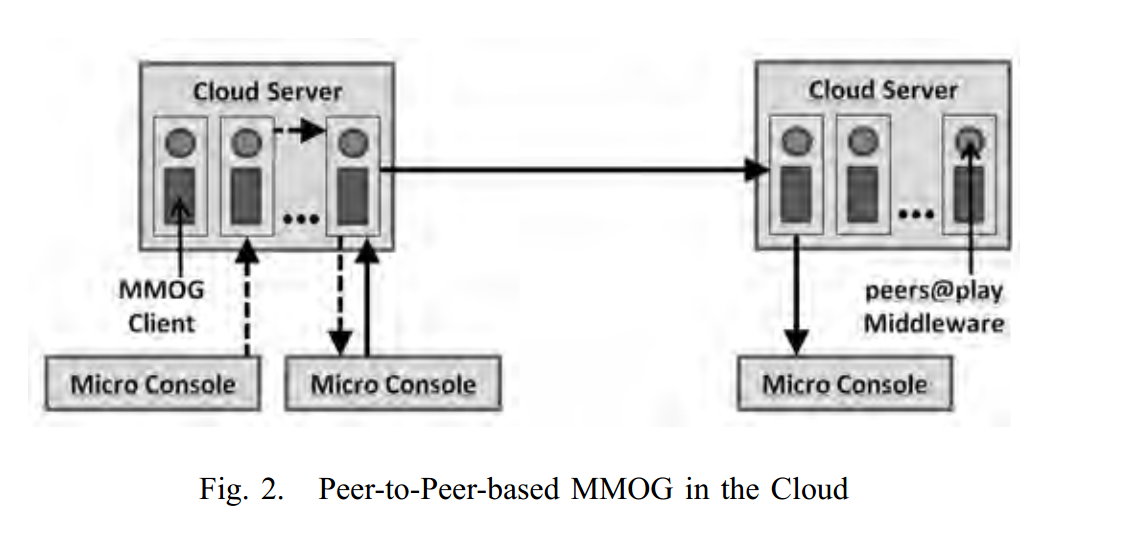 Cloud Server
Cloud Server
MMOG
Client
peers@play
Middleware
Micro Console
Micro Console
Micro Console
Fig. 2. Peer-to-Peer-based MMOG in the Cloud